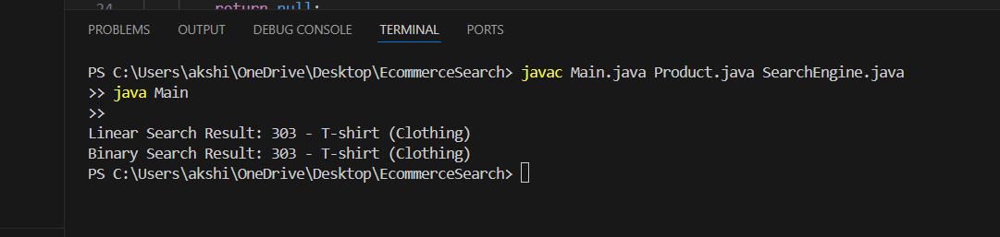 24 return null;
PROBLEMS OUTPUT DEBUG CONSOLE TERMINAL PORTS
PS C:\Users\akshi\OneDrive\Desktop\EcommerceSearch> javac Main.java Product.java SearchEngine.java
>> java Main
>>
Linear Search Result: 303 - T-shirt (Clothing)
Binary Search Result: 303 - T-shirt (Clothing)
PS C:\Users\akshi\OneDrive\Desktop\EcommerceSearch>